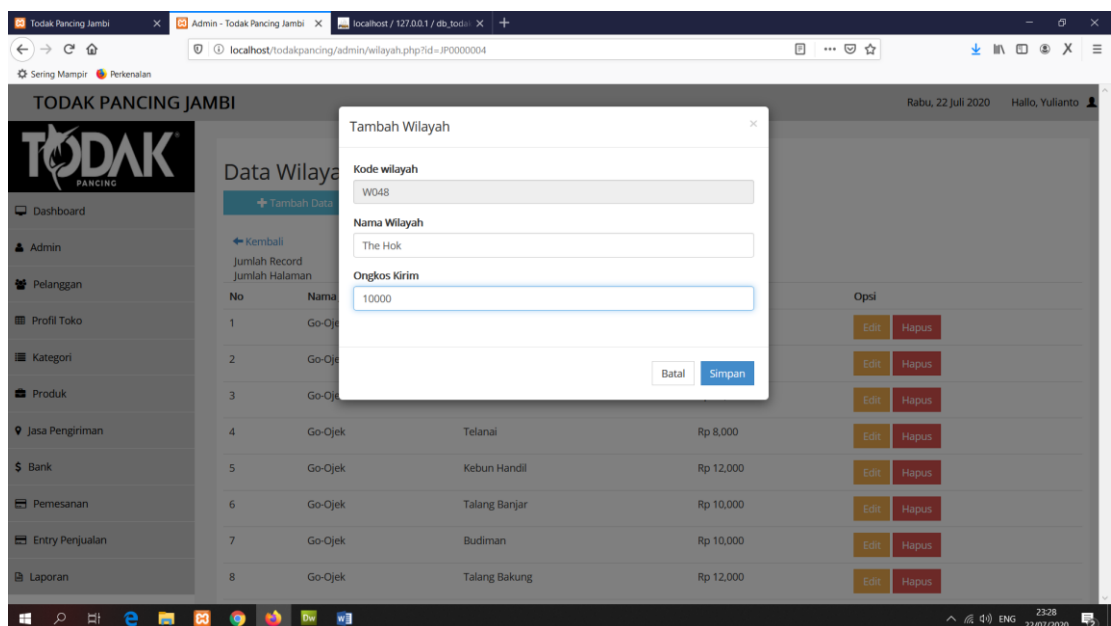 Todak Pancing Jambi
Admin - Todak Pancing Jambi
localhost / 127.0.0.1 / db_toda
localhost/todakpancing/admin/wilayah.php?id=JP0000004
Sering Mampir Perkenalan
TODAK PANCING JAMBI
Rabu, 22 Juli 2020 Hallo, Yulianto
TODAK
PANCING
Dashboard
Admin
Pelanggan
Profil Toko
Kategori
Produk
Jasa Pengiriman
$ Bank
Pemesanan
Entry Penjualan
Laporan
Data Wilaya
Tambah Data
Kembali
Jumlah Record
Jumlah Halaman
Tambah Wilayah ×
Kode wilayah
W048
Nama Wilayah
The Hok
Ongkos Kirim
10000
Batal Simpan
No Nama Opsi
1 Go-Oje Edit Hapus
2 Go-Oje Edit Hapus
3 Go-Oje Edit Hapus
4 Go-Ojek Telanai Rp 8,000 Edit Hapus
5 Go-Ojek Kebun Handil Rp 12,000 Edit Hapus
6 Go-Ojek Talang Banjar Rp 10,000 Edit Hapus
7 Go-Ojek Budiman Rp 10,000 Edit Hapus
8 Go-Ojek Talang Bakung Rp 12,000 Edit Hapus
ENG
23:28
22/07/2020